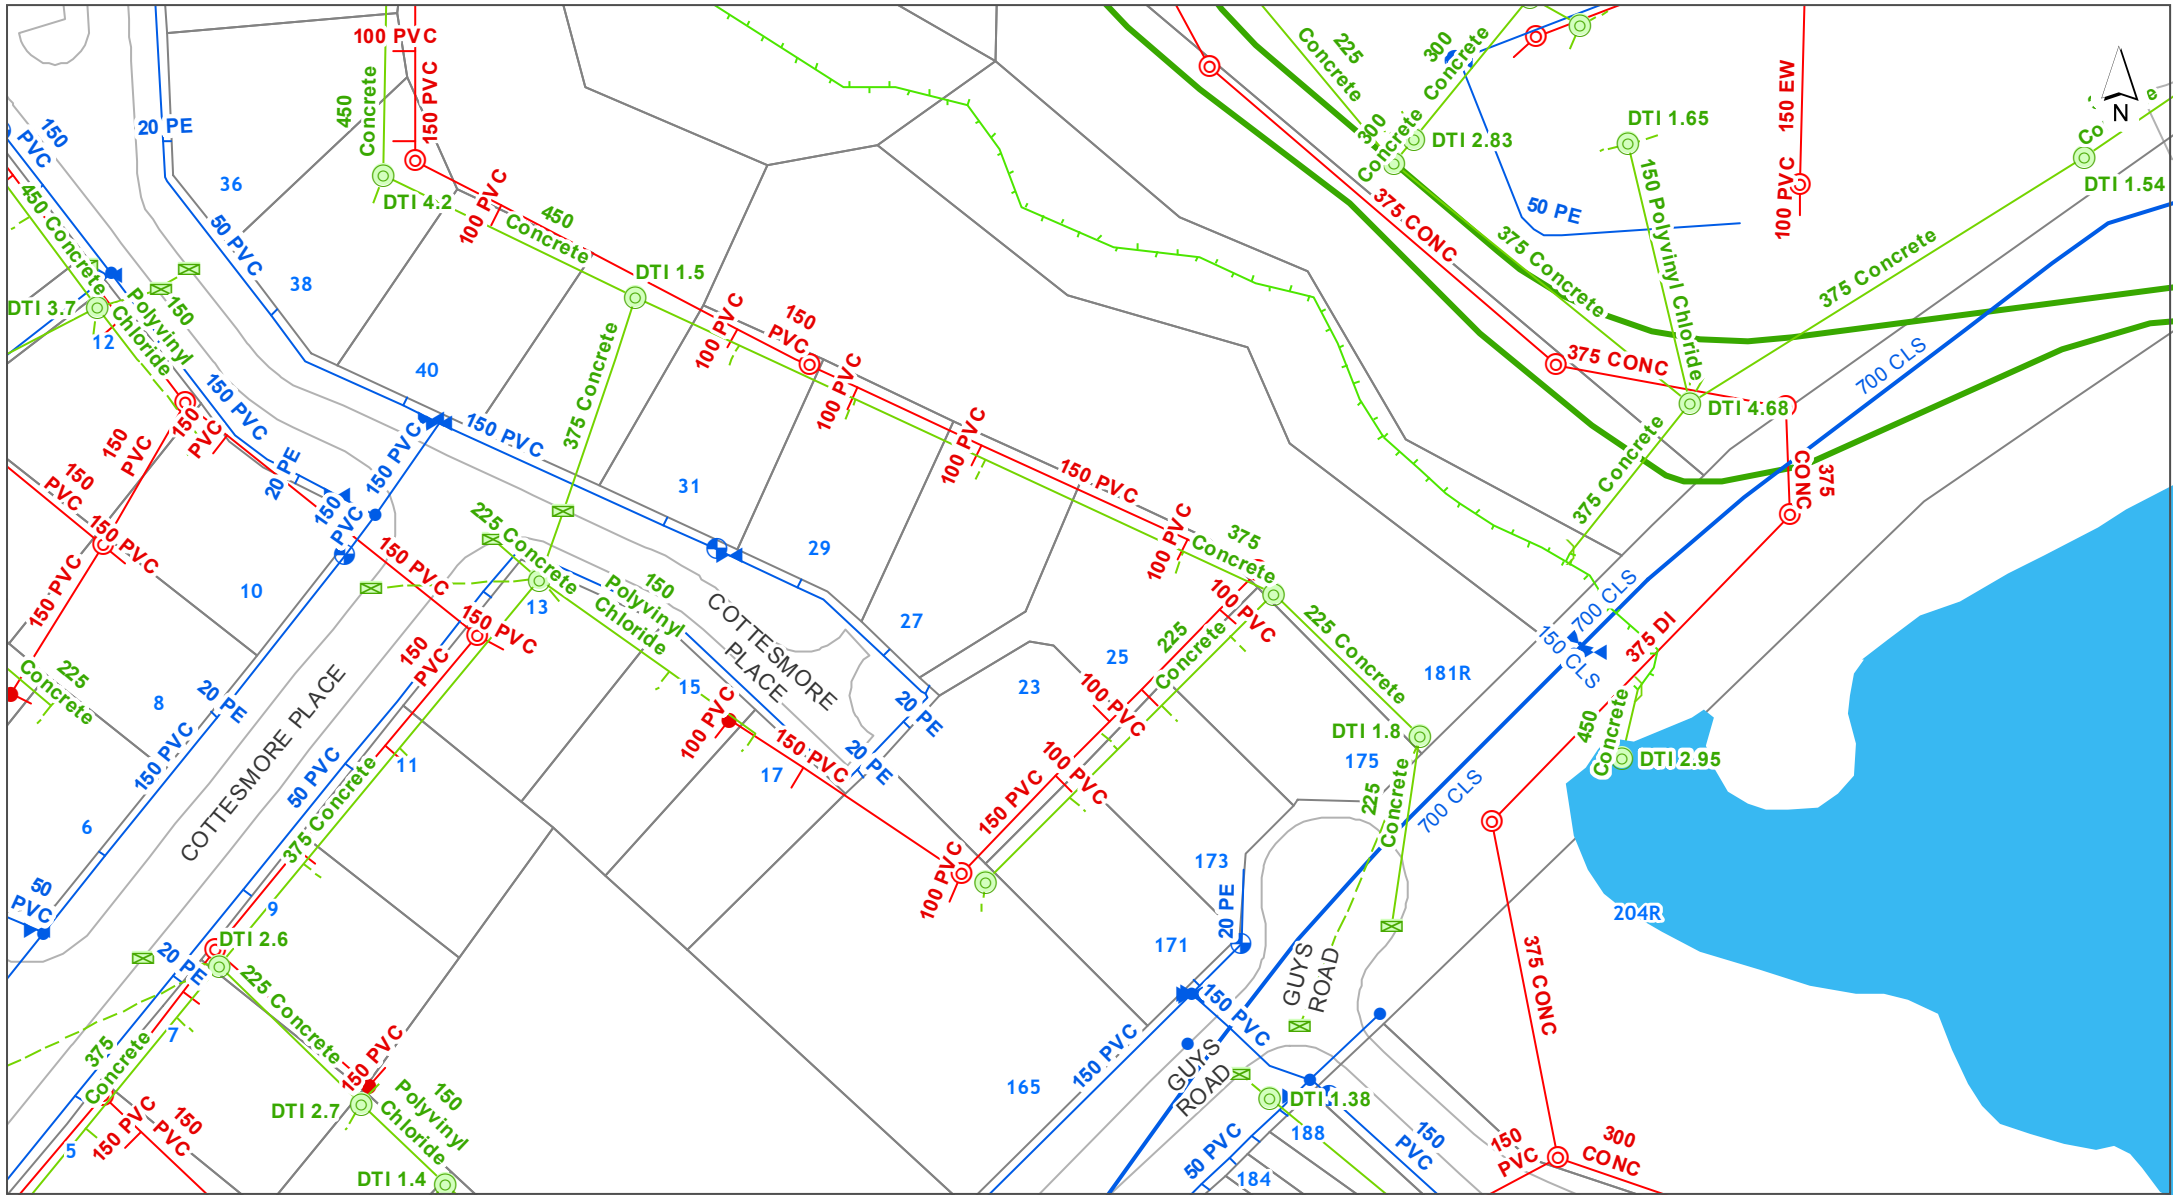 100 PVC
450
Concrete
150 PVC
20 PE
150
PVC
36
DTI 4.2
100 PVC
450
Concrete
450 Concrete
50 PVC
38
DTI 1.5
DTI 3.7
12
150
Polyvinyl
Chloride
150 PVC
150
PVC
150
PVC
20 PE
40
375 Concrete
100 PVC
150
PVC
100 PVC
100 PVC
150 PVC
100 PVC
375
Concrete
225
Concrete
300
Concrete
300
Concrete
DTI 2.83
DTI 1.65
150 EW
100 PVC
N
DTI 1.54
50 PE
150 Polyvinyl Chloride
375 CONC
375 Concrete
375 Concrete
375 CONC
DTI 4.68
700 CLS
375 Concrete
375
CONC
150 PVC
150 PVC
31
29
27
150
PVC
150
PVC
150 PVC
150 PVC
10
8
6
225
Concrete
20 PE
150 PVC
COTTESMORE PLACE
50
PVC
225
Concrete
150 PVC
13
150
Polyvinyl
Chloride
COTTESMORE
PLACE
150 PVC
150
PVC
15
17
100 PVC
150 PVC
20 PE
20 PE
23
25
100 PVC
225
Concrete
225 Concrete
100 PVC
100 PVC
150 PVC
100 PVC
181R
DTI 1.8
175
225
Concrete
700 CLS
700 CLS
150 CLS
375 DI
450
Concrete
DTI 2.95
204R
50 PVC
11
375 Concrete
9
DTI 2.6
20 PE
225 Concrete
7
375
Concrete
150 PVC
DTI 2.7
150
Polyvinyl
Chloride
DTI 1.4
150 PVC
150
PVC
5
173
20 PE
171
GUYS
ROAD
150 PVC
150 PVC
165
GUYS
ROAD
DTI 1.38
188
184
50 PVC
150
PVC
375 CONC
150
PVC
300
CONC